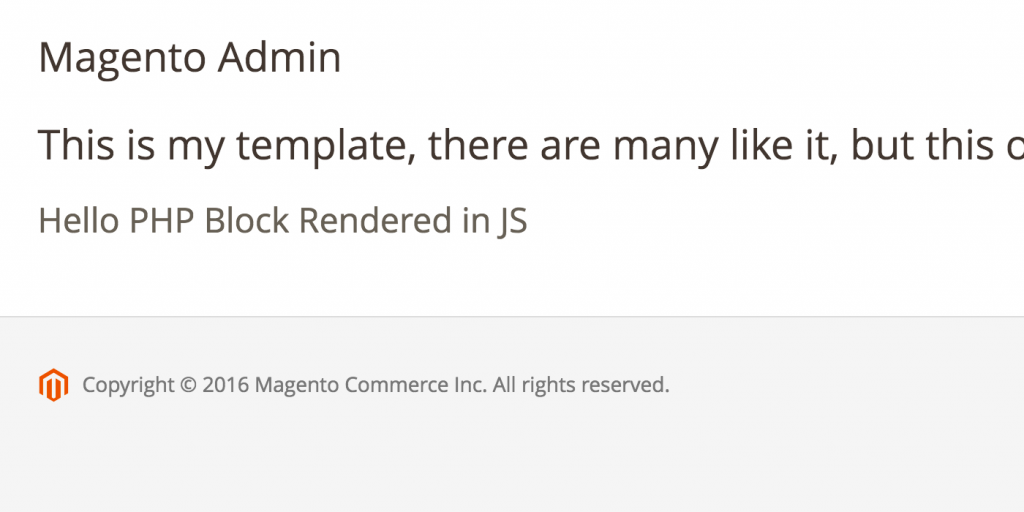 Magento Admin
This is my template, there are many like it, but this
Hello PHP Block Rendered in JS
Copyright © 2016 Magento Commerce Inc. All rights reserved.